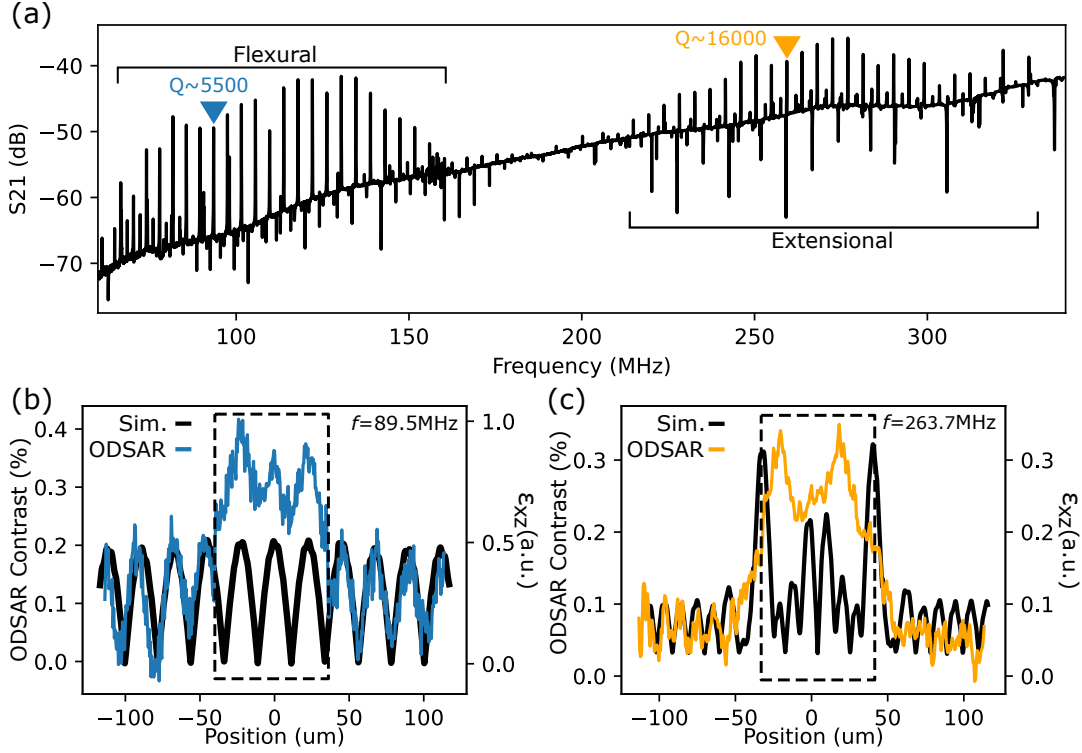 (a)
Flexural
Q~5500
Q~16000
Extensional
S21 (dB)
−40
−50
−60
−70
100
150
200
250
300
Frequency (MHz)
(b)
Sim.
ODSAR
f=89.5MHz
ODSAR Contrast (%)
0.4
0.3
0.2
0.1
0.0
1.0
0.5
0.0
εxz(a.u.)
−100
−50
0
50
100
Position (um)
(c)
Sim.
ODSAR
f=263.7MHz
ODSAR Contrast (%)
0.3
0.2
0.1
0.0
0.3
0.2
0.1
0.0
εxz(a.u.)
−100
−50
0
50
100
Position (um)